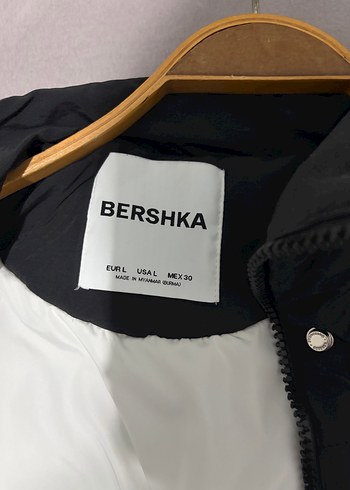 BERSHKA
EUR L USA L MEX 30
MADE IN MYANMAR (BURMA)